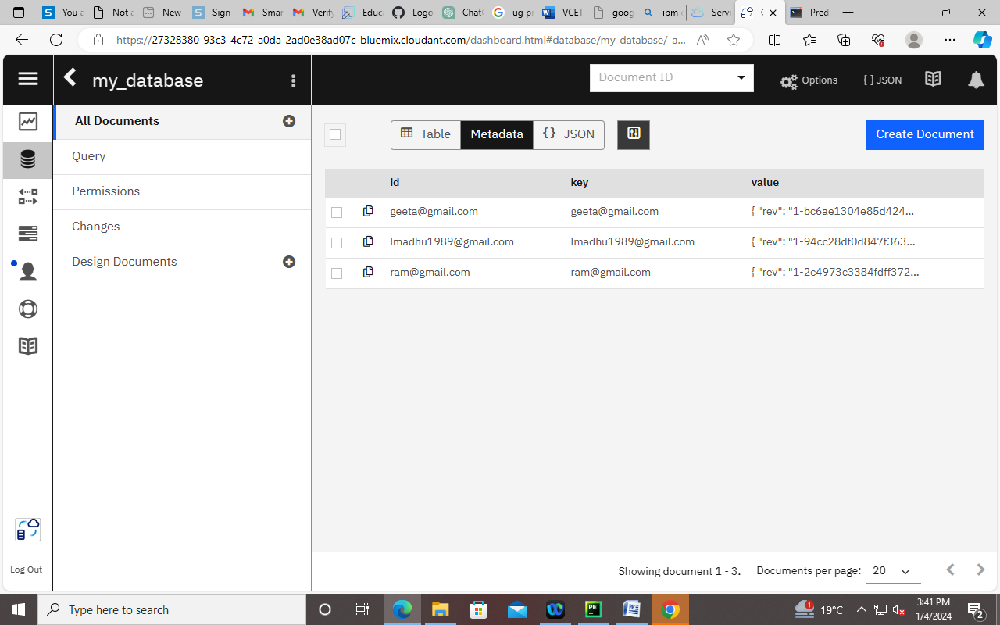 You a
Not a
New
Sign
Smar
Verify
Educ
Logo
Chat
ug pr
VCET
goog
ibm
Servi
Pred
https://27328380-93c3-4c72-a0da-2ad0e38ad07c-bluemix.cloudant.com/dashboard.html#database/my_database/_a...
my_database
Document ID
Options
{ } JSON
All Documents
Query
Permissions
Changes
Design Documents
Table
Metadata
{} JSON
Create Document
id key value
geeta@gmail.com geeta@gmail.com { "rev": "1-bc6ae1304e85d424...
lmadhu1989@gmail.com lmadhu1989@gmail.com { "rev": "1-94cc28df0d847f363...
ram@gmail.com ram@gmail.com { "rev": "1-2c4973c3384fdff372...
Log Out
Showing document 1 - 3. Documents per page: 20
Type here to search
1
19°C
3:41 PM
1/4/2024
2